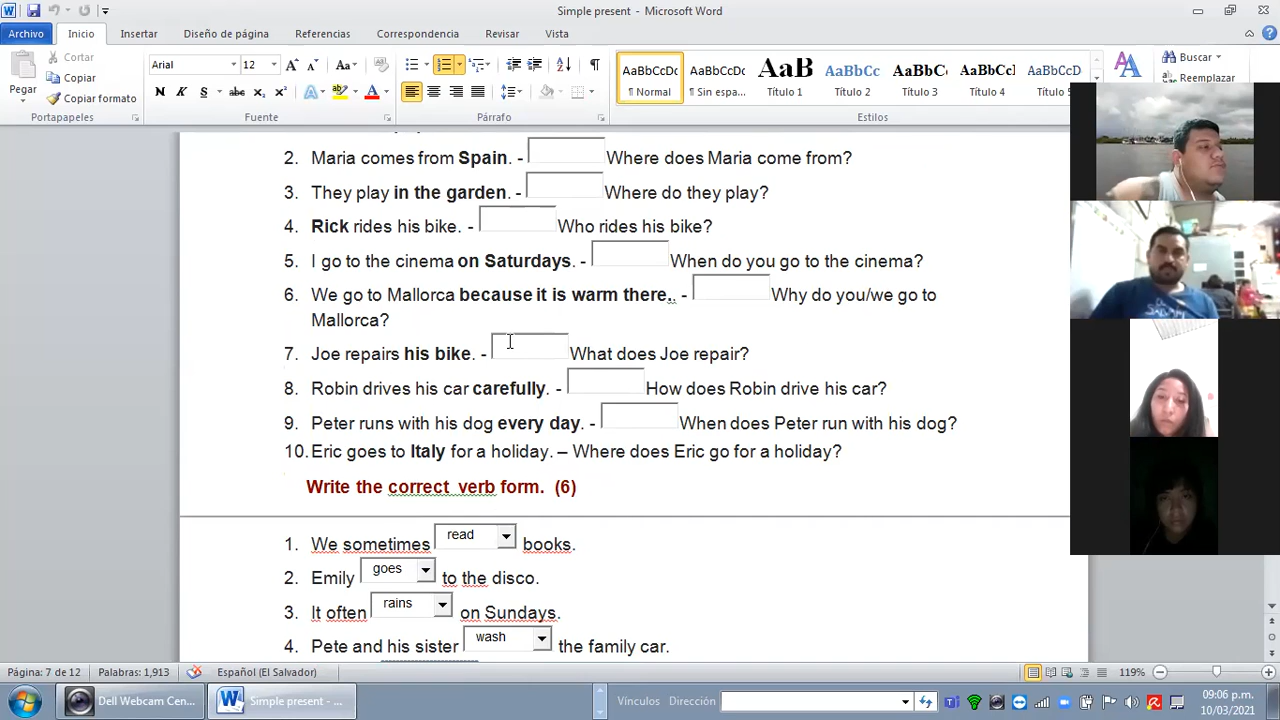 Simple present - Microsoft Word
Archivo Inicio Insertar Diseño de página Referencias Correspondencia Revisar Vista
Cortar
Copiar
Copiar formato
Pegar
Portapapeles
Arial 12
Fuente
Párrafo
AaBbCcDc AaBbCcDc AaB AaBbCc AaBbC AaBbCc AaBbCcD
¶ Normal ¶ Sin espa... Título 1 Título 2 Título 3 Título 4 Título 5
Estilos
Buscar
Reemplazar
2. Maria comes from Spain. - Where does Maria come from?
3. They play in the garden. - Where do they play?
4. Rick rides his bike. - Who rides his bike?
5. I go to the cinema on Saturdays. - When do you go to the cinema?
6. We go to Mallorca because it is warm there.. - Why do you/we go to
Mallorca?
7. Joe repairs his bike. - What does Joe repair?
8. Robin drives his car carefully. - How does Robin drive his car?
9. Peter runs with his dog every day. - When does Peter run with his dog?
10. Eric goes to Italy for a holiday. – Where does Eric go for a holiday?
Write the correct verb form. (6)
1. We sometimes read books.
2. Emily goes to the disco.
3. It often rains on Sundays.
4. Pete and his sister wash the family car.
Página: 7 de 12 Palabras: 1,913 Español (El Salvador) 119%
Dell Webcam Cen... Simple present - ... Vínculos Dirección 09:06 p.m.
10/03/2021